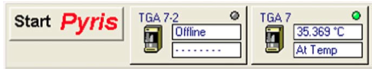 Start Pyris
TGA 7-2
Offline
--------
TGA 7
35.369 °C
At Temp